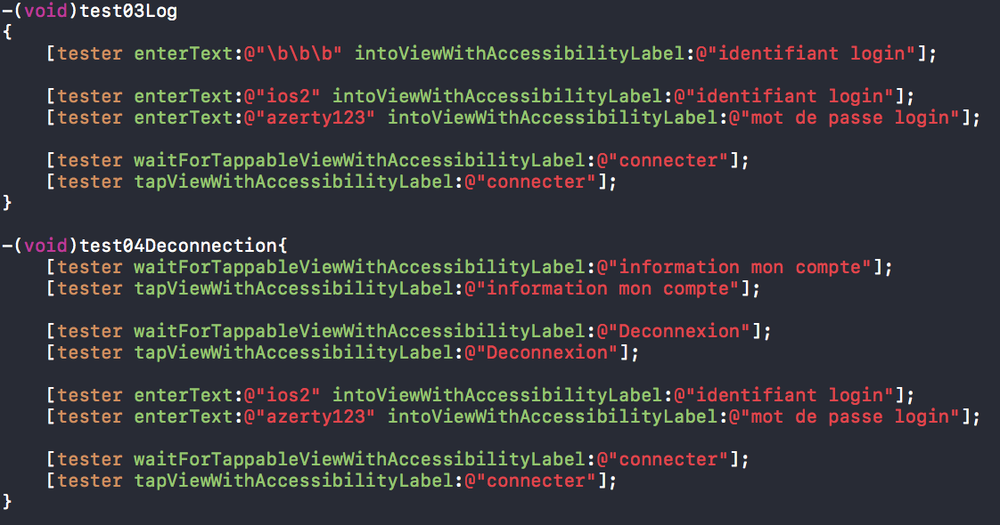 -(void)test03Log
{
    [tester enterText:@"\b\b\b" intoViewWithAccessibilityLabel:@"identifiant login"];
    [tester enterText:@"ios2" intoViewWithAccessibilityLabel:@"identifiant login"];
    [tester enterText:@"azerty123" intoViewWithAccessibilityLabel:@"mot de passe login"];
    [tester waitForTappableViewWithAccessibilityLabel:@"connecter"];
    [tester tapViewWithAccessibilityLabel:@"connecter"];
}
-(void)test04Deconnection{
    [tester waitForTappableViewWithAccessibilityLabel:@"information mon compte"];
    [tester tapViewWithAccessibilityLabel:@"information mon compte"];
    [tester waitForTappableViewWithAccessibilityLabel:@"Deconnexion"];
    [tester tapViewWithAccessibilityLabel:@"Deconnexion"];
    [tester enterText:@"ios2" intoViewWithAccessibilityLabel:@"identifiant login"];
    [tester enterText:@"azerty123" intoViewWithAccessibilityLabel:@"mot de passe login"];
    [tester waitForTappableViewWithAccessibilityLabel:@"connecter"];
    [tester tapViewWithAccessibilityLabel:@"connecter"];
}